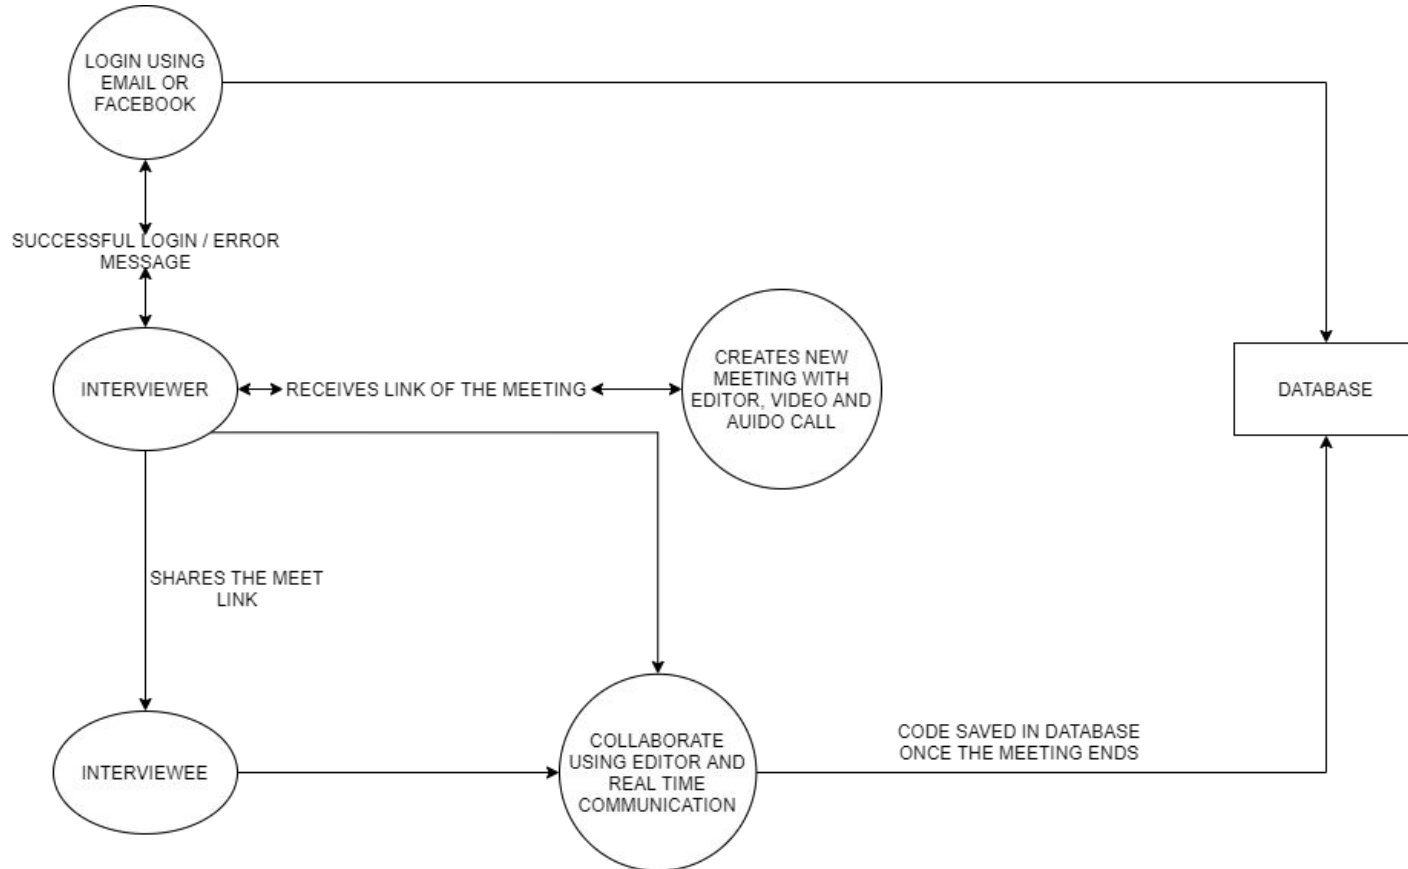 LOGIN USING
EMAIL OR
FACEBOOK
SUCCESSFUL LOGIN / ERROR
MESSAGE
INTERVIEWER
RECEIVES LINK OF THE MEETING
CREATES NEW
MEETING WITH
EDITOR, VIDEO AND
AUIDO CALL
DATABASE
SHARES THE MEET
LINK
INTERVIEWEE
COLLABORATE
USING EDITOR AND
REAL TIME
COMMUNICATION
CODE SAVED IN DATABASE
ONCE THE MEETING ENDS